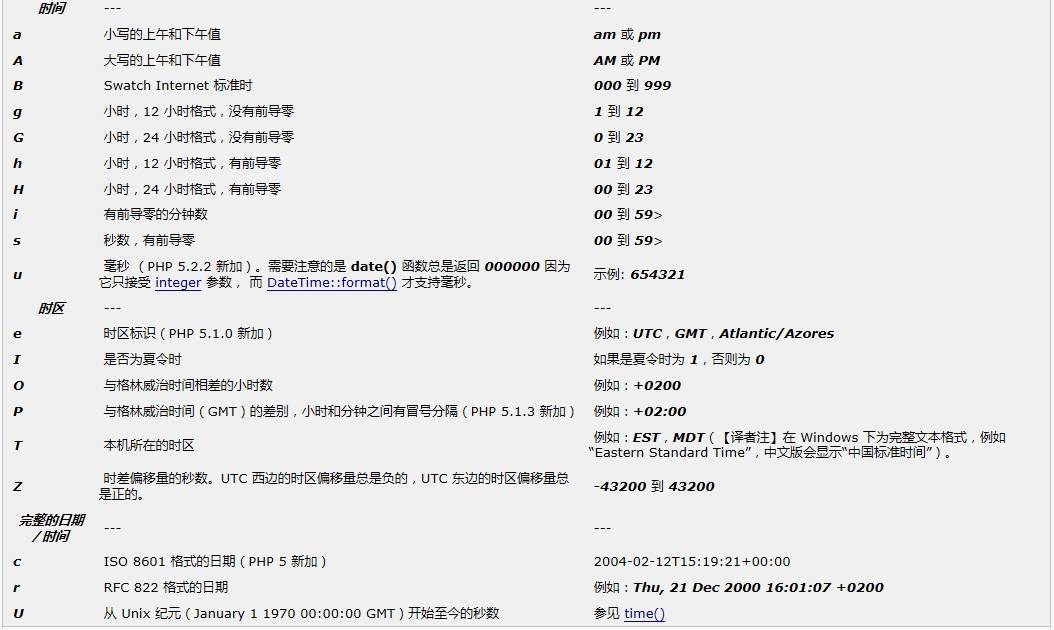 时间 --- ---
a 小写的上午和下午值 am 或 pm
A 大写的上午和下午值 AM 或 PM
B Swatch Internet 标准时 000 到 999
g 小时，12 小时格式，没有前导零 1 到 12
G 小时，24 小时格式，没有前导零 0 到 23
h 小时，12 小时格式，有前导零 01 到 12
H 小时，24 小时格式，有前导零 00 到 23
i 有前导零的分钟数 00 到 59>
s 秒数，有前导零 00 到 59>
u 毫秒 （PHP 5.2.2 新加）。需要注意的是 date() 函数总是返回 000000 因为
它只接受 integer 参数， 而 DateTime::format() 才支持毫秒。
示例: 654321
时区 --- ---
e 时区标识（PHP 5.1.0 新加） 例如：UTC，GMT，Atlantic/Azores
I 是否为夏令时 如果是夏令时为 1，否则为 0
O 与格林威治时间相差的小时数 例如：+0200
P 与格林威治时间（GMT）的差别，小时和分钟之间有冒号分隔（PHP 5.1.3 新加） 例如：+02:00
T 本机所在的时区 例如：EST，MDT（【译者注】在 Windows 下为完整文本格式，例如
“Eastern Standard Time”，中文版会显示“中国标准时间”）。
Z 时差偏移量的秒数。UTC 西边的时区偏移量总是负的，UTC 东边的时区偏移量总
是正的。
-43200 到 43200
完整的日期
／时间
--- ---
c ISO 8601 格式的日期（PHP 5 新加） 2004-02-12T15:19:21+00:00
r RFC 822 格式的日期 例如：Thu, 21 Dec 2000 16:01:07 +0200
U 从 Unix 纪元（January 1 1970 00:00:00 GMT）开始至今的秒数 参见 time()